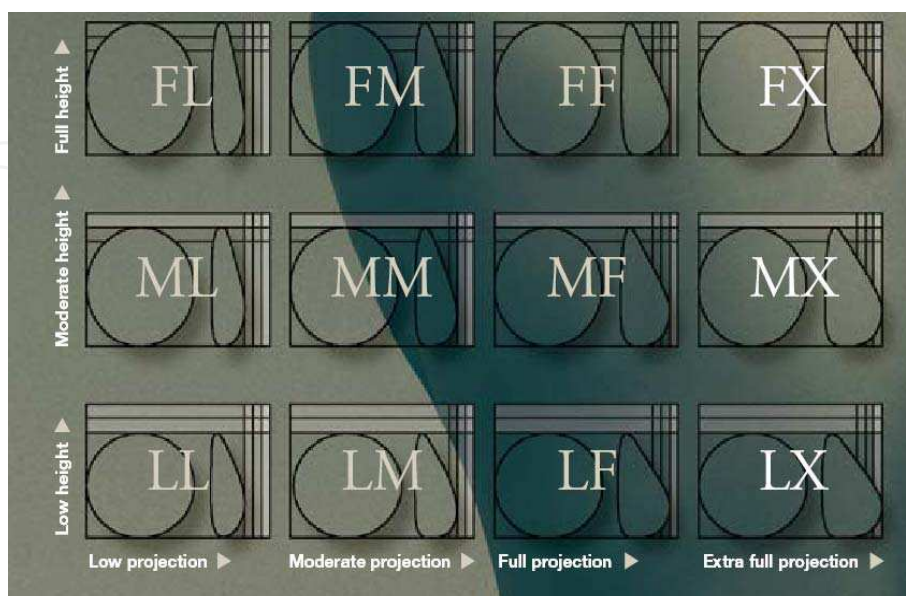 Full height
FL FM FF FX
Moderate height
ML MM MF MX
Low height
LL LM LF LX
Low projection Moderate projection Full projection Extra full projection